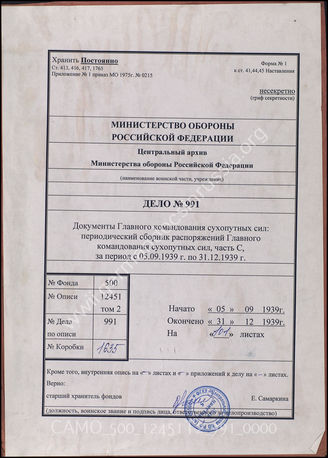 Хранить Постоянно
Ст. 413, 416, 417, 1765
Приложение № 1 приказ МО 1975г. № 0215
Форма № 1
к ст. 41,44,45 Наставления
несекретно
(гриф секретности)
МИНИСТЕРСТВО ОБОРОНЫ
РОССИЙСКОЙ ФЕДЕРАЦИИ
Центральный архив
Министерства обороны Российской Федерации
(наименование воинской части, учреждения)
ДЕЛО № 991
Документы Главного командования сухопутных сил:
периодический сборник распоряжений Главного
командования сухопутных сил, часть С,
за период с 05.09.1939 г. по 31.12.1939 г.
№ Фонда 500
№ Описи 12451
том 2
№ Дела 991
по описи
№ Коробки 1635
Начато « 05 » 09 1939г.
Окончено « 31 » 12 1939г.
На « 301 » листах
Кроме того, внутренняя опись на «—» листах и «—» приложений к делу на «—» листах.
Верно:
старший хранитель фондов Е. Самаркина
(должность, воинское звание и подпись лица, ответственного за делопроизводство)